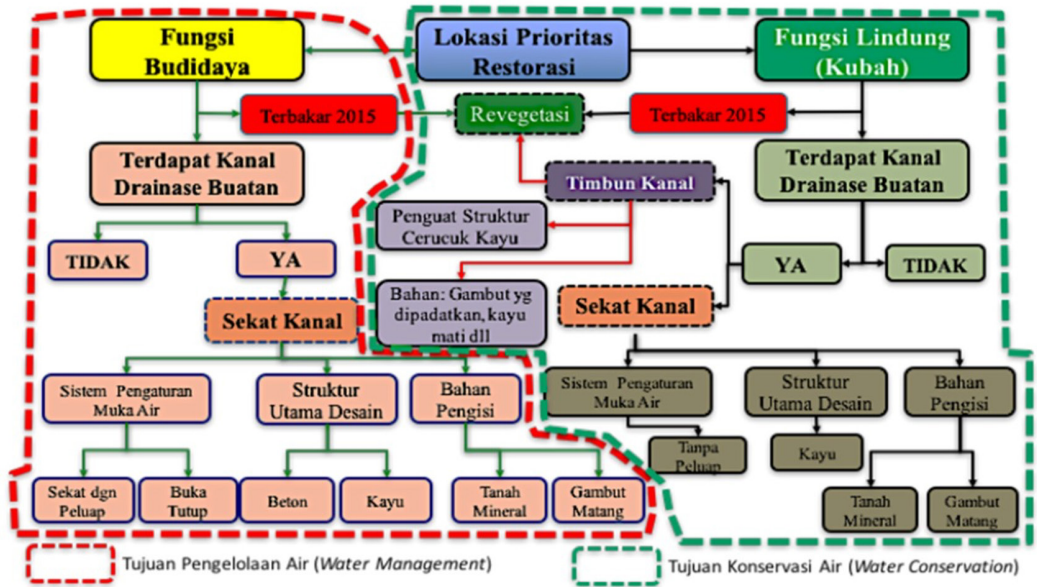 Fungsi
Budidaya
Lokasi Prioritas
Restorasi
Fungsi Lindung
(Kubah)
Terbakar 2015
Revegetasi
Terbakar 2015
Terdapat Kanal
Drainase Buatan
Timbun Kanal
Terdapat Kanal
Drainase Buatan
Penguat Struktur
Cerucuk Kayu
TIDAK
YA
YA
TIDAK
Bahan: Gambut yg
dipadatkan, kayu
mati dll
Sekat Kanal
Sekat Kanal
Sistem Pengaturan
Muka Air
Struktur
Utama Desain
Bahan
Pengisi
Sistem Pengaturan
Muka Air
Struktur
Utama Desain
Bahan
Pengisi
Tanpa
Peluap
Kayu
Sekat dgn
Peluap
Buka
Tutup
Beton
Kayu
Tanah
Mineral
Gambut
Matang
Tanah
Mineral
Gambut
Matang
Tujuan Pengelolaan Air (Water Management)
Tujuan Konservasi Air (Water Conservation)